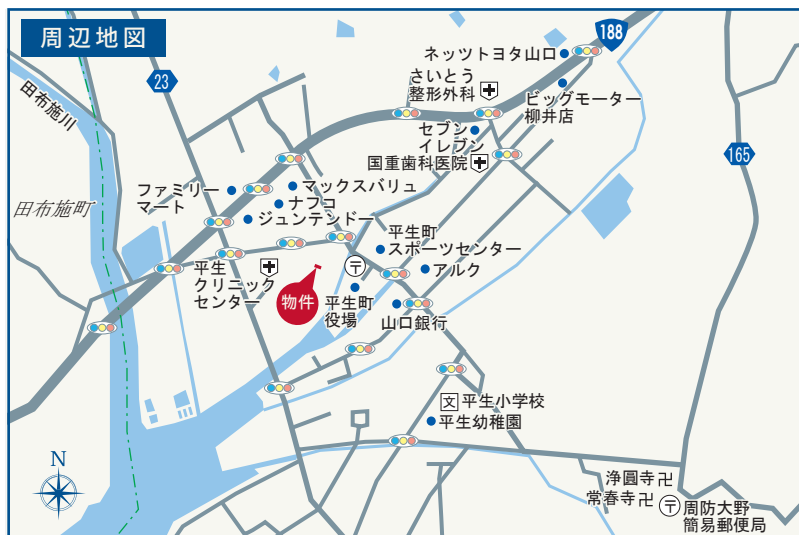 周辺地図
188
ネッツトヨタ山口
さいとう
整形外科
23
ビッグモーター
柳井店
田布施川
セブン
イレブン
国重歯科医院
165
ファミリー
マート
マックスバリュ
ナフコ
ジュンテンドー
田布施町
平生町
スポーツセンター
アルク
平生
クリニック
センター
〒
物件
平生町
役場
山口銀行
文
平生小学校
平生幼稚園
N
浄圓寺卍
常春寺卍
〒
周防大野
簡易郵便局